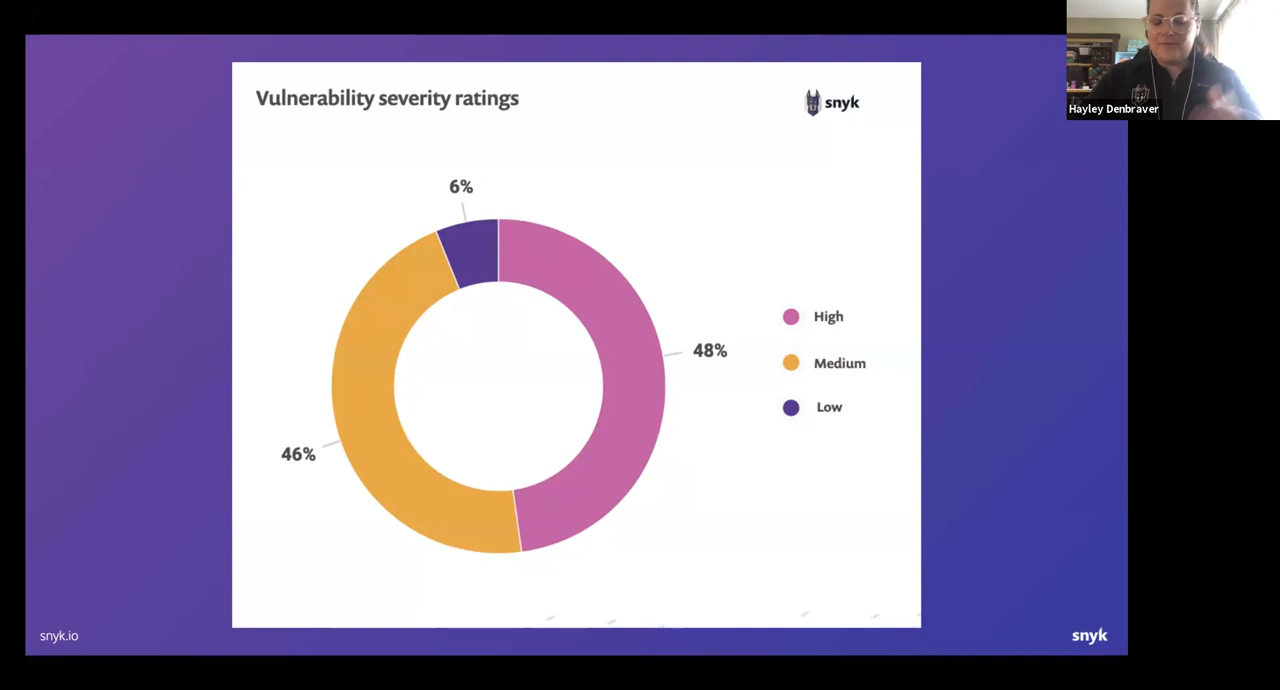 Vulnerability severity ratings
snyk
Hayley Denbraver
6%
48%
46%
High
Medium
Low
snyk.io
snyk